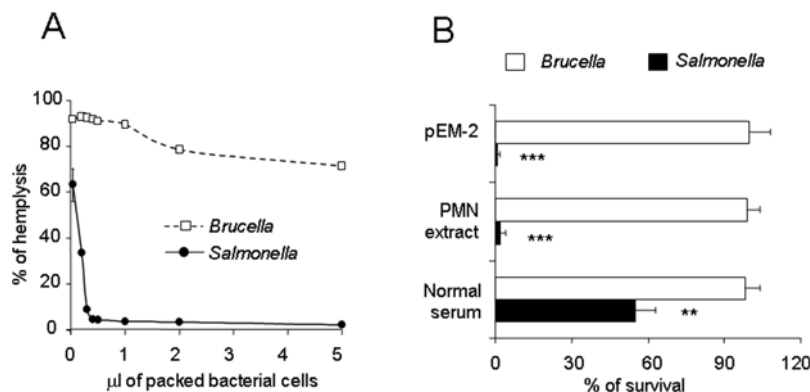 A
% of hemplysis
100
80
60
40
20
0
0
1
2
3
4
5
µl of packed bacterial cells
Brucella
Salmonella
B
Brucella
Salmonella
pEM-2
***
PMN
extract
***
Normal
serum
**
0
30
60
90
120
% of survival